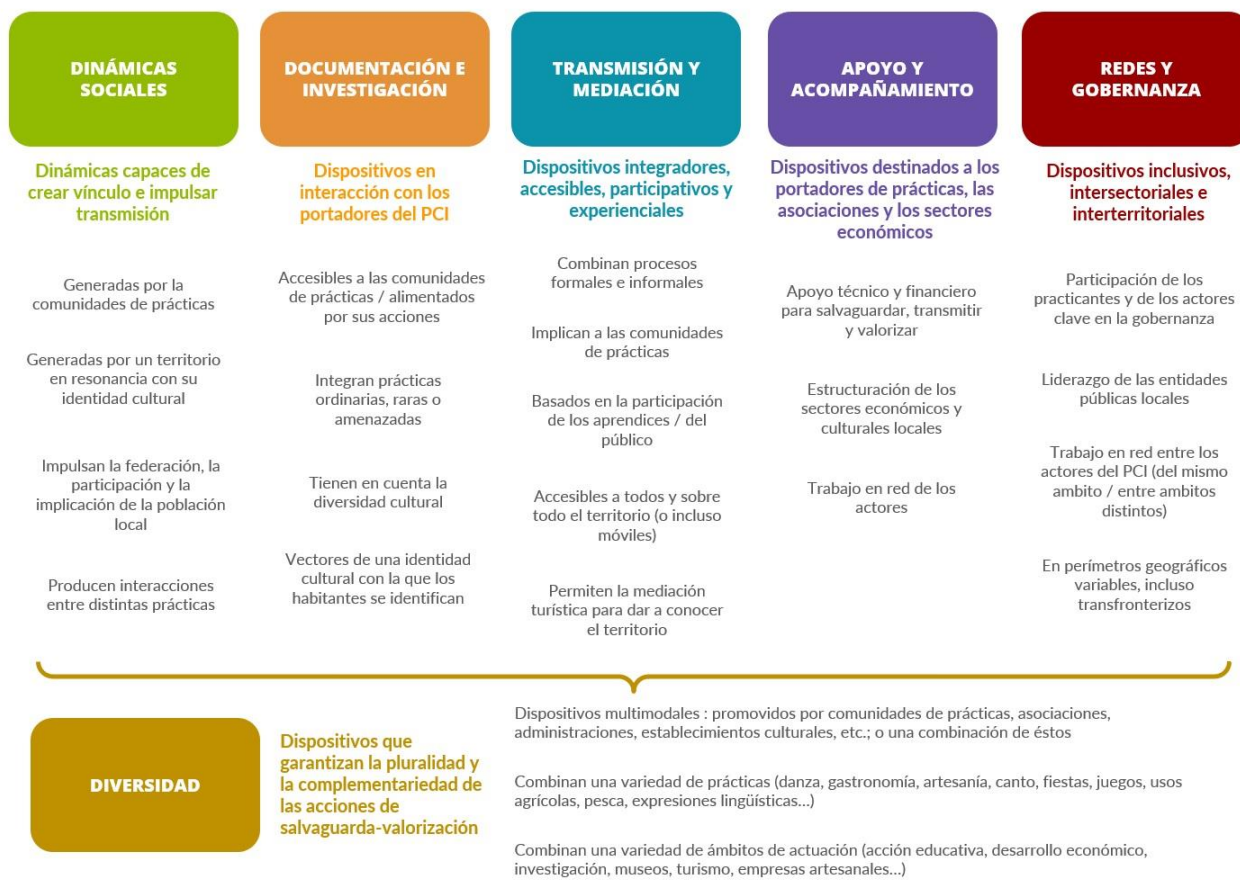 DINÁMICAS
SOCIALES
Dinámicas capaces de
crear vínculo e impulsar
transmisión
Generadas por la
comunidades de prácticas
Generadas por un territorio
en resonancia con su
identidad cultural
Impulsan la federación, la
participación y la
implicación de la población
local
Producen interacciones
entre distintas prácticas
DOCUMENTACIÓN E
INVESTIGACIÓN
Dispositivos en
interacción con los
portadores del PCI
Accesibles a las comunidades
de prácticas / alimentados
por sus acciones
Integran prácticas
ordinarias, raras o
amenazadas
Tienen en cuenta la
diversidad cultural
Vectores de una identidad
cultural con la que los
habitantes se identifican
TRANSMISIÓN Y
MEDIACIÓN
Dispositivos integradores,
accesibles, participativos y
experienciales
Combinan procesos
formales e informales
Implican a las comunidades
de prácticas
Basados en la participación
de los aprendices / del
público
Accesibles a todos y sobre
todo el territorio (o incluso
móviles)
Permiten la mediación
turística para dar a conocer
el territorio
APOYO Y
ACOMPAÑAMIENTO
Dispositivos destinados a los
portadores de prácticas, las
asociaciones y los sectores
económicos
Apoyo técnico y financiero
para salvaguardar, transmitir
y valorizar
Estructuración de los
sectores económicos y
culturales locales
Trabajo en red de los
actores
REDES Y
GOBERNANZA
Dispositivos inclusivos,
intersectoriales e
interterritoriales
Participación de los
practicantes y de los actores
clave en la gobernanza
Liderazgo de las entidades
públicas locales
Trabajo en red entre los
actores del PCI (del mismo
ambito / entre ambitos
distintos)
En perímetros geográficos
variables, incluso
transfronterizos
DIVERSIDAD
Dispositivos que
garantizan la pluralidad y
la complementariedad de
las acciones de
salvaguarda-valorización
Dispositivos multimodales : promovidos por comunidades de prácticas, asociaciones,
administraciones, establecimientos culturales, etc.; o una combinación de éstos
Combinan una variedad de prácticas (danza, gastronomía, artesanía, canto, fiestas, juegos, usos
agrícolas, pesca, expresiones lingüísticas...)
Combinan una variedad de ámbitos de actuación (acción educativa, desarrollo económico,
investigación, museos, turismo, empresas artesanales...)